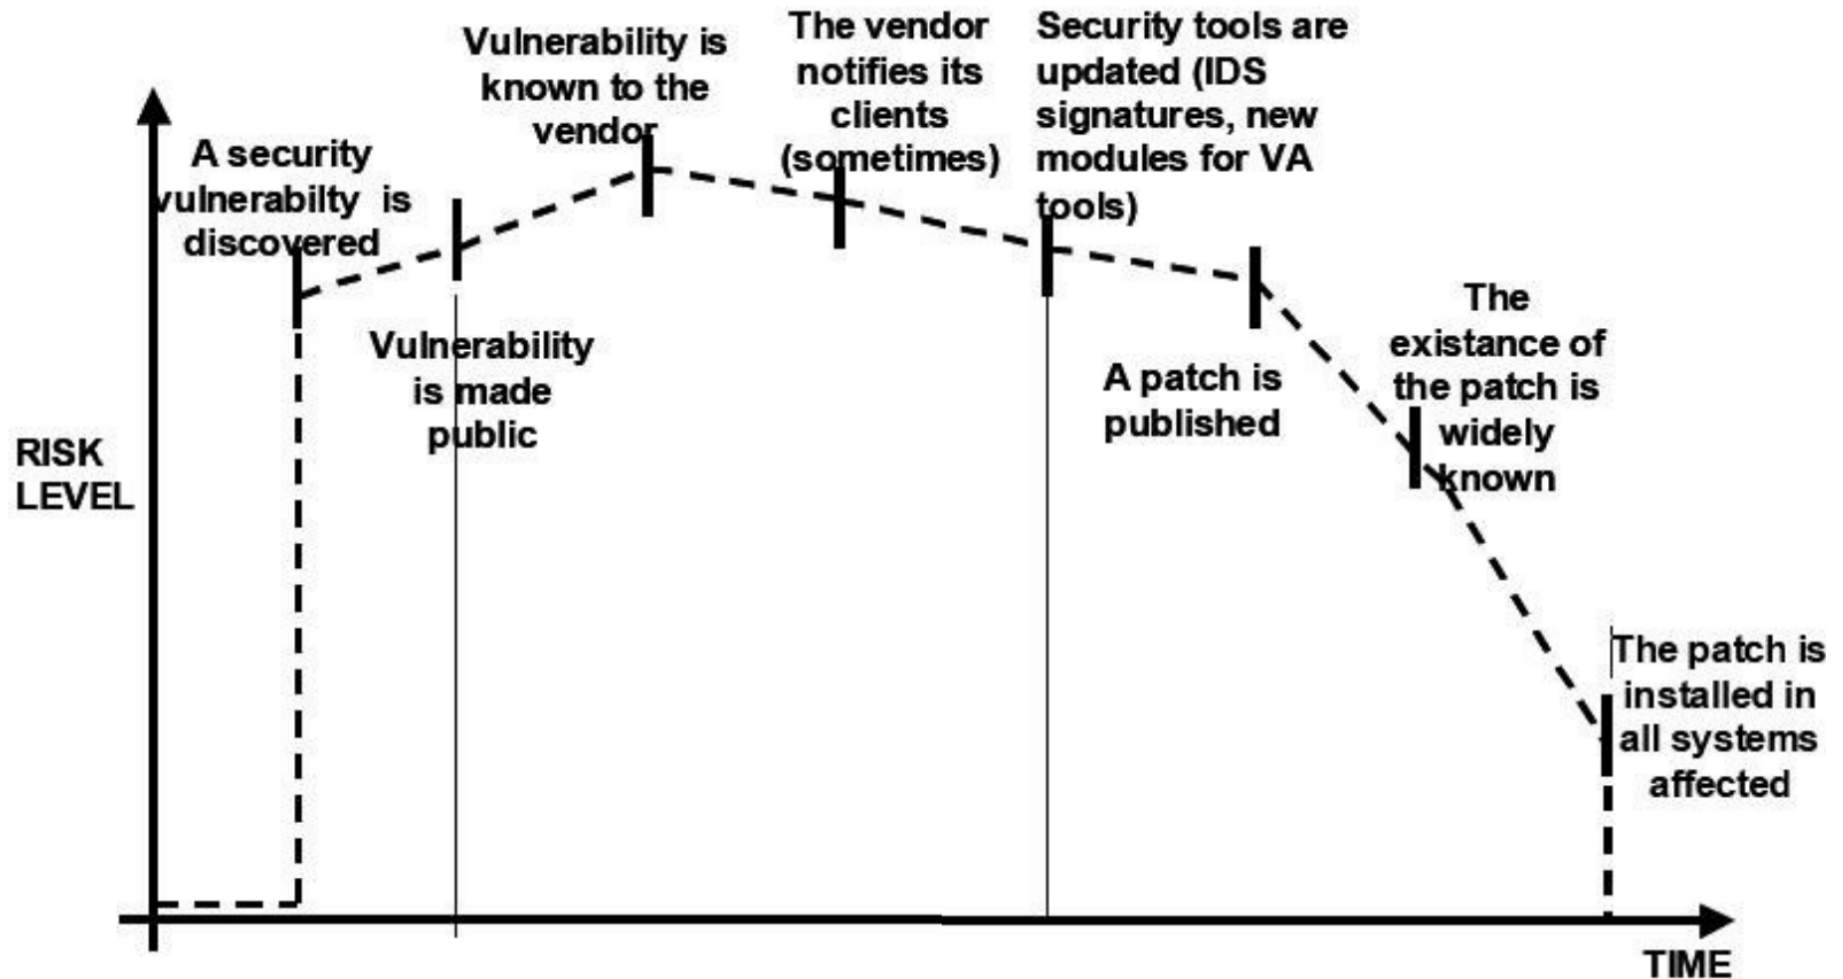 A security
vulnerabilty is
discovered
Vulnerability
is made
public
Vulnerability is
known to the
vendor
The vendor
notifies its
clients
(sometimes)
Security tools are
updated (IDS
signatures, new
modules for VA
tools)
A patch is
published
The
existance of
the patch is
widely
known
The patch is
installed in
all systems
affected
RISK
LEVEL
TIME